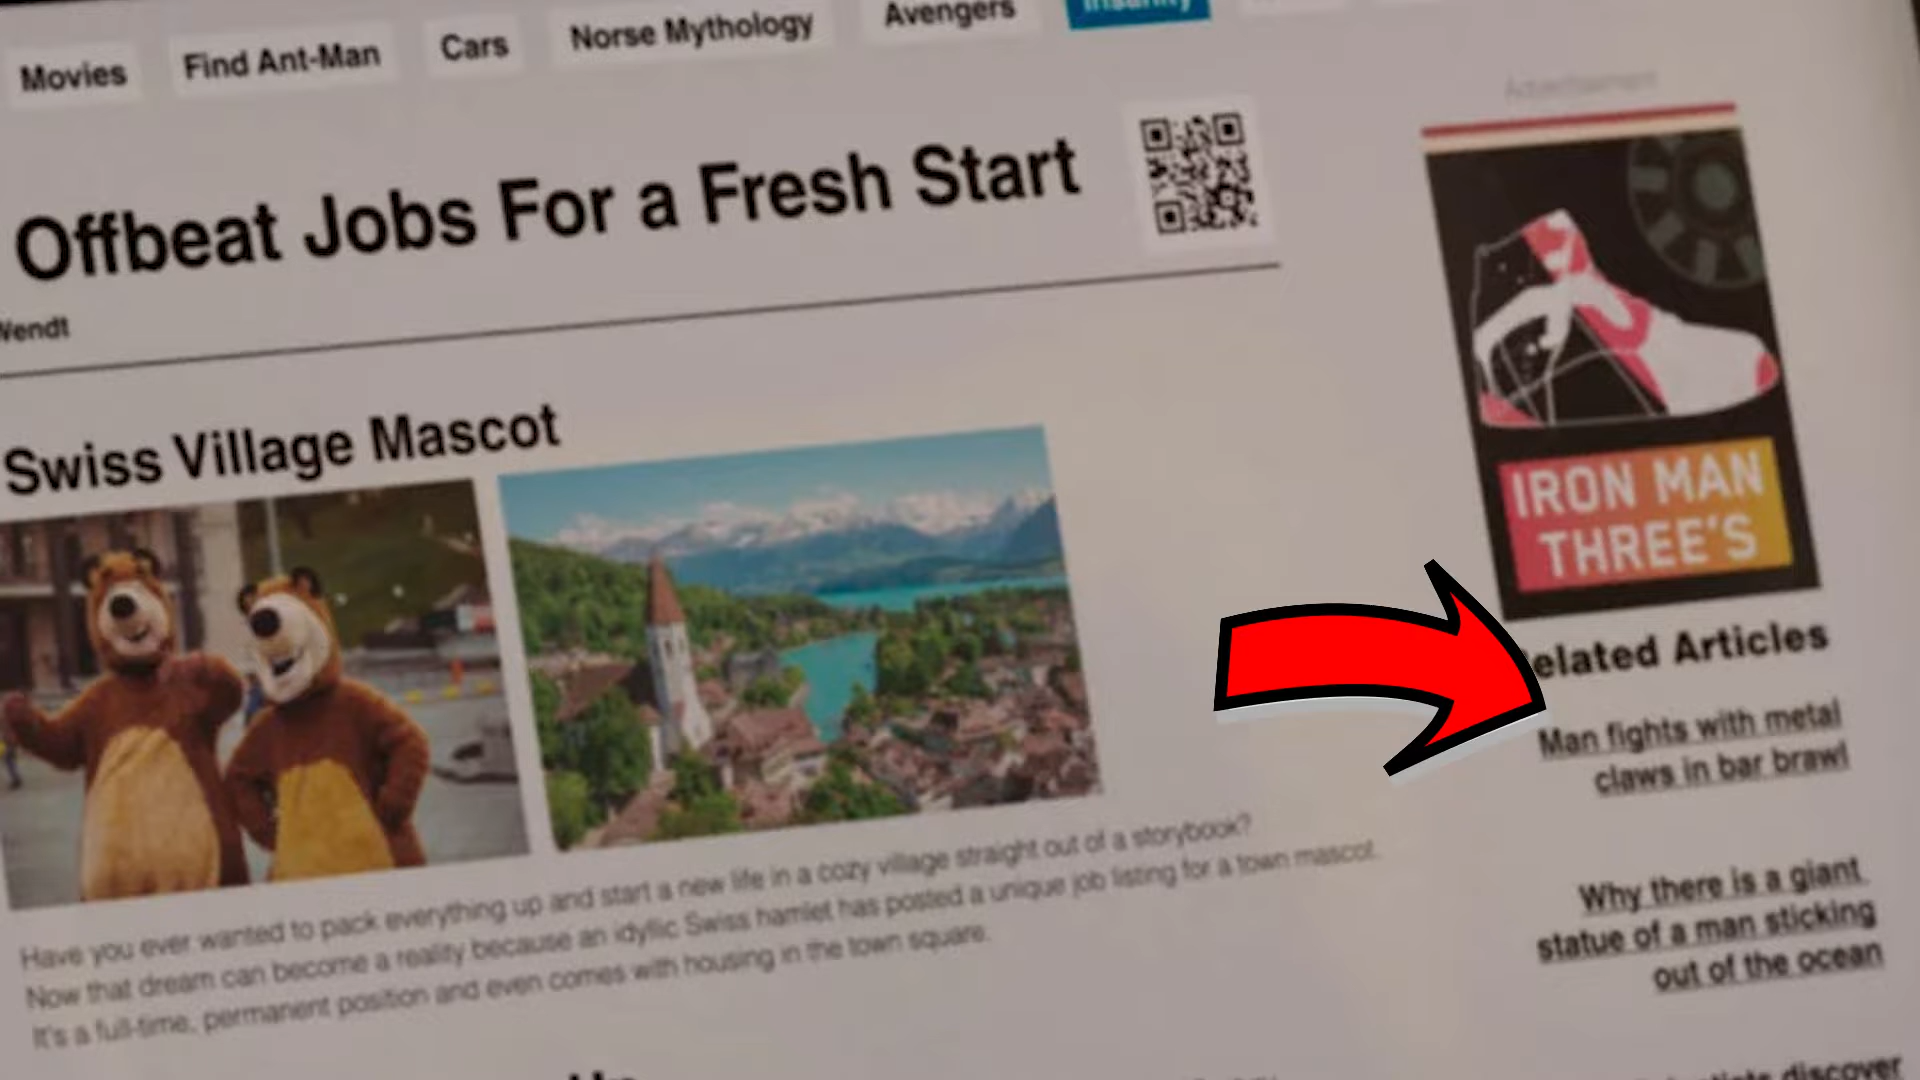 Movies
Find Ant-Man
Cars
Norse Mythology
Avengers
Insanity
Advertisement
Offbeat Jobs For a Fresh Start
Wendt
Swiss Village Mascot
IRON MAN
THREE'S
elated Articles
Man fights with metal
claws in bar brawl
Why there is a giant
statue of a man sticking
out of the ocean
Have you ever wanted to pack everything up and start a new life in a cozy village straight out of a storybook?
Now that dream can become a reality because an idyllic Swiss hamlet has posted a unique job listing for a town mascot.
It's a full-time, permanent position and even comes with housing in the town square.
discover